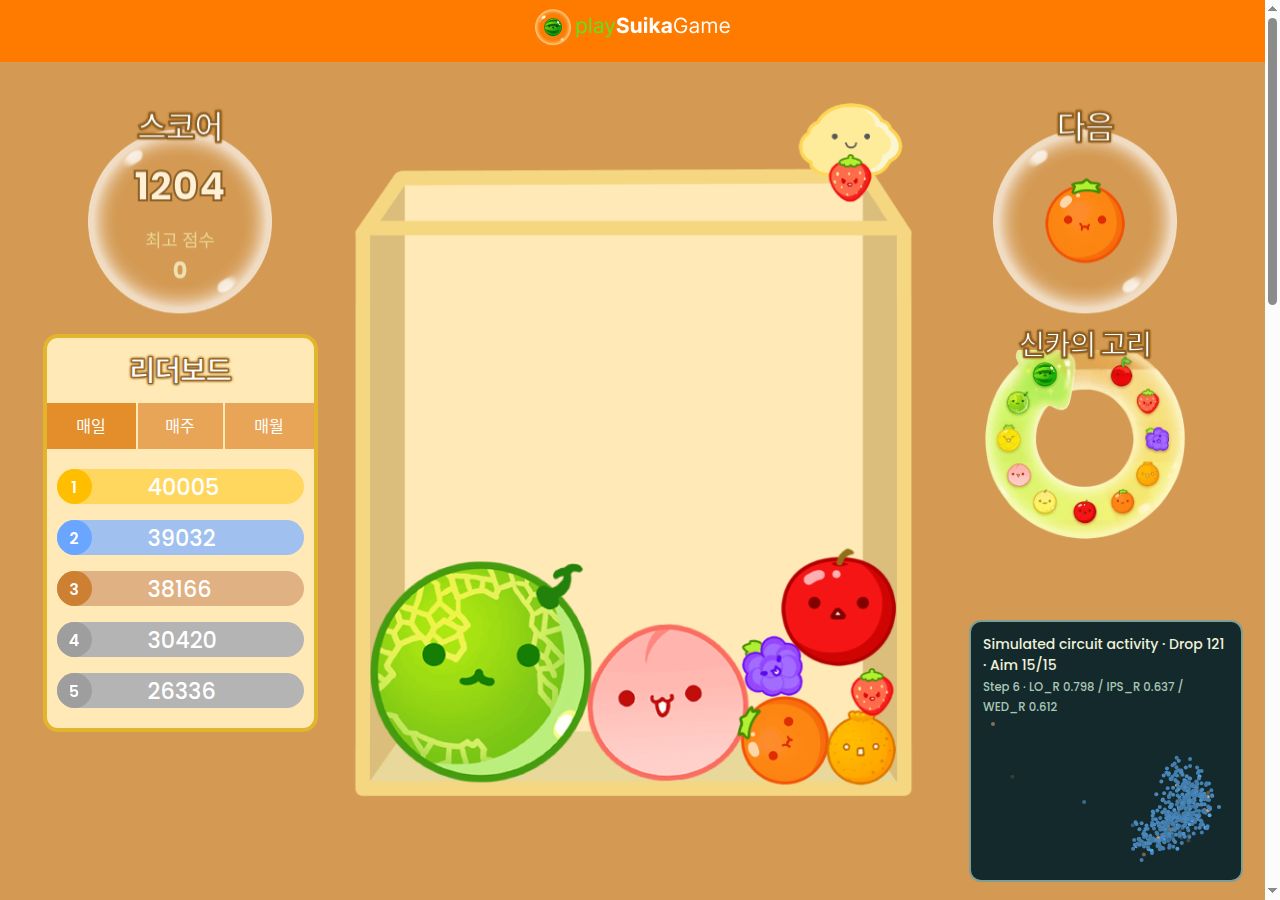 playSuikaGame
스코어
1204
최고 점수
0
리더보드
매일 매주 매월
1 40005
2 39032
3 38166
4 30420
5 26336
다음
신카의 고리
Simulated circuit activity · Drop 121
· Aim 15/15
Step 6 · LO_R 0.798 / IPS_R 0.637 /
WED_R 0.612